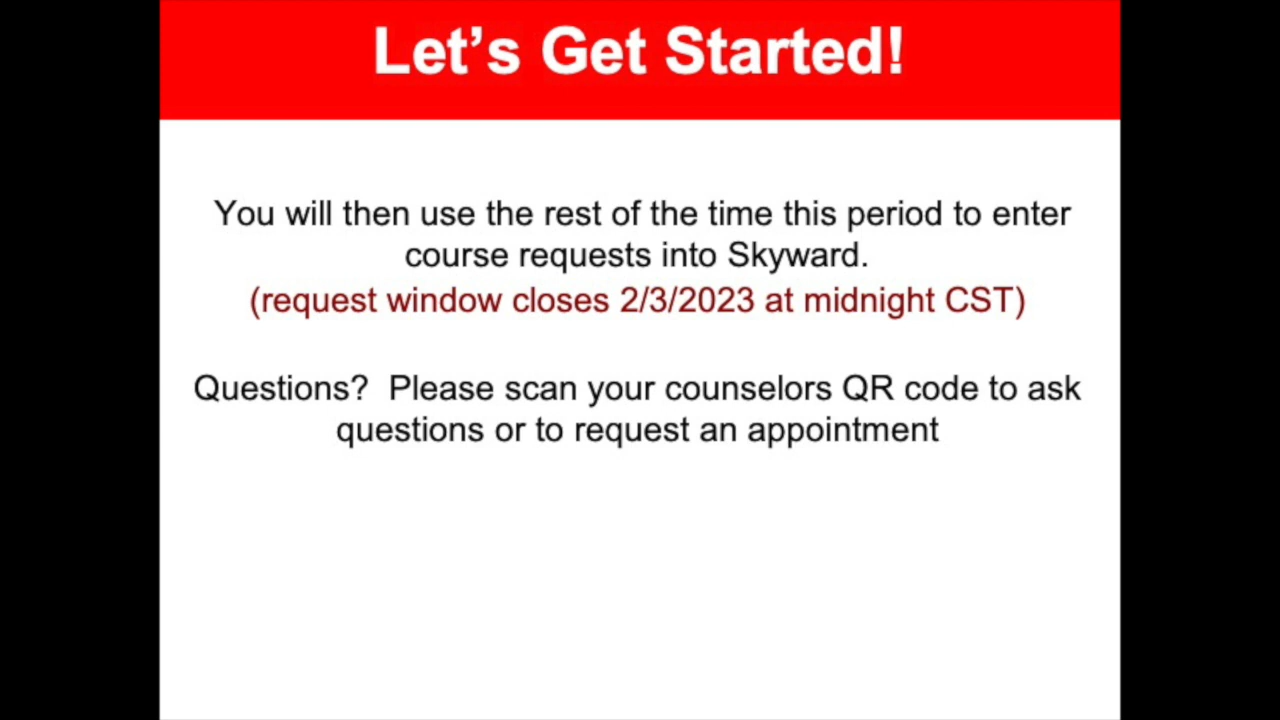 Let’s Get Started!
You will then use the rest of the time this period to enter
course requests into Skyward.
(request window closes 2/3/2023 at midnight CST)
Questions?  Please scan your counselors QR code to ask
questions or to request an appointment